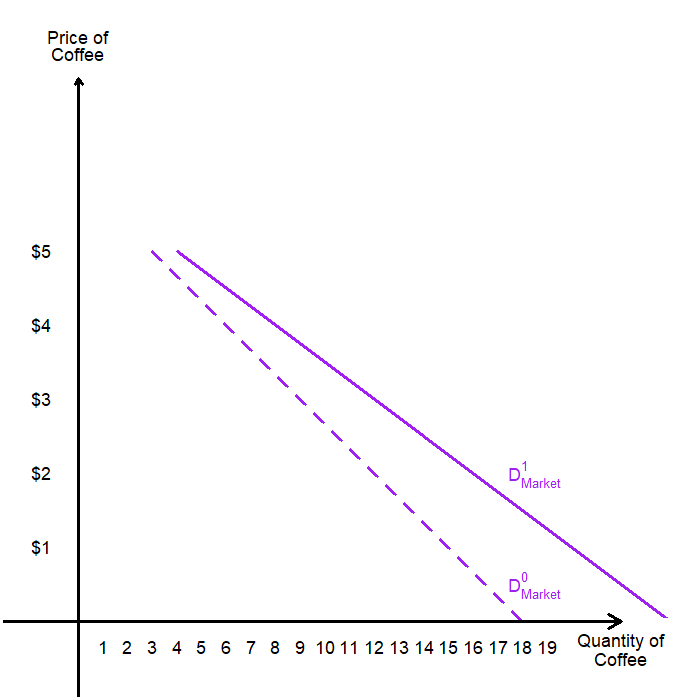 Price of
Coffee
$5
$4
$3
$2
$1
D¹Market
D⁰Market
1 2 3 4 5 6 7 8 9 10 11 12 13 14 15 16 17 18 19
Quantity of
Coffee